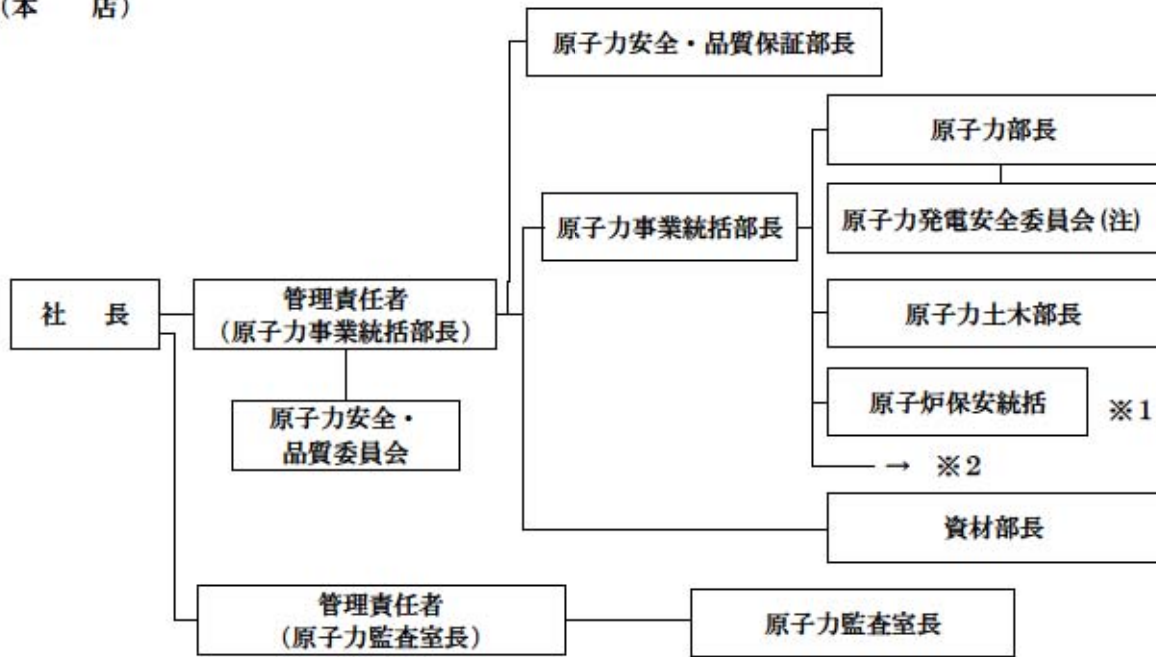 (本　　店)
原子力安全・品質保証部長
原子力部長
原子力事業統括部長
原子力発電安全委員会(注)
社　長
管理責任者
（原子力事業統括部長）
原子力土木部長
原子力安全・
品質委員会
原子炉保安統括
※1
→ ※2
資材部長
管理責任者
（原子力監査室長）
原子力監査室長